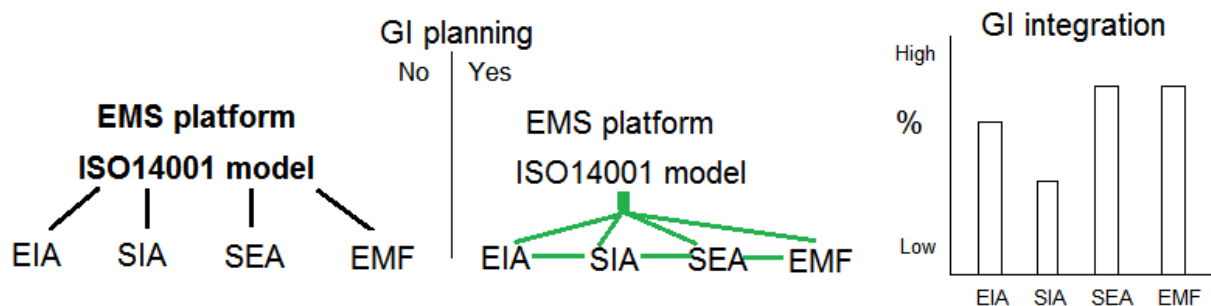 GI planning
No Yes
EMS platform
ISO14001 model
EIA SIA SEA EMF
EMS platform
ISO14001 model
EIA SIA SEA EMF
GI integration
High
%
Low
EIA SIA SEA EMF